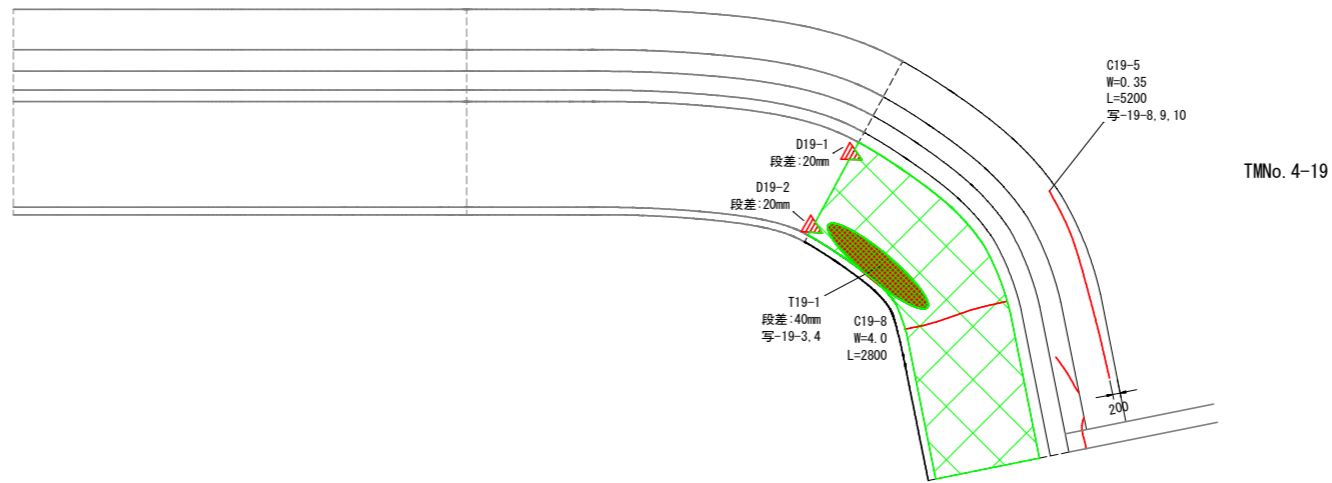 C19-5
W=0.35
L=5200
写-19-8,9,10
TMNo.4-19
D19-1
段差:20mm
D19-2
段差:20mm
T19-1
段差:40mm
写-19-3,4
C19-8
W=4.0
L=2800
200